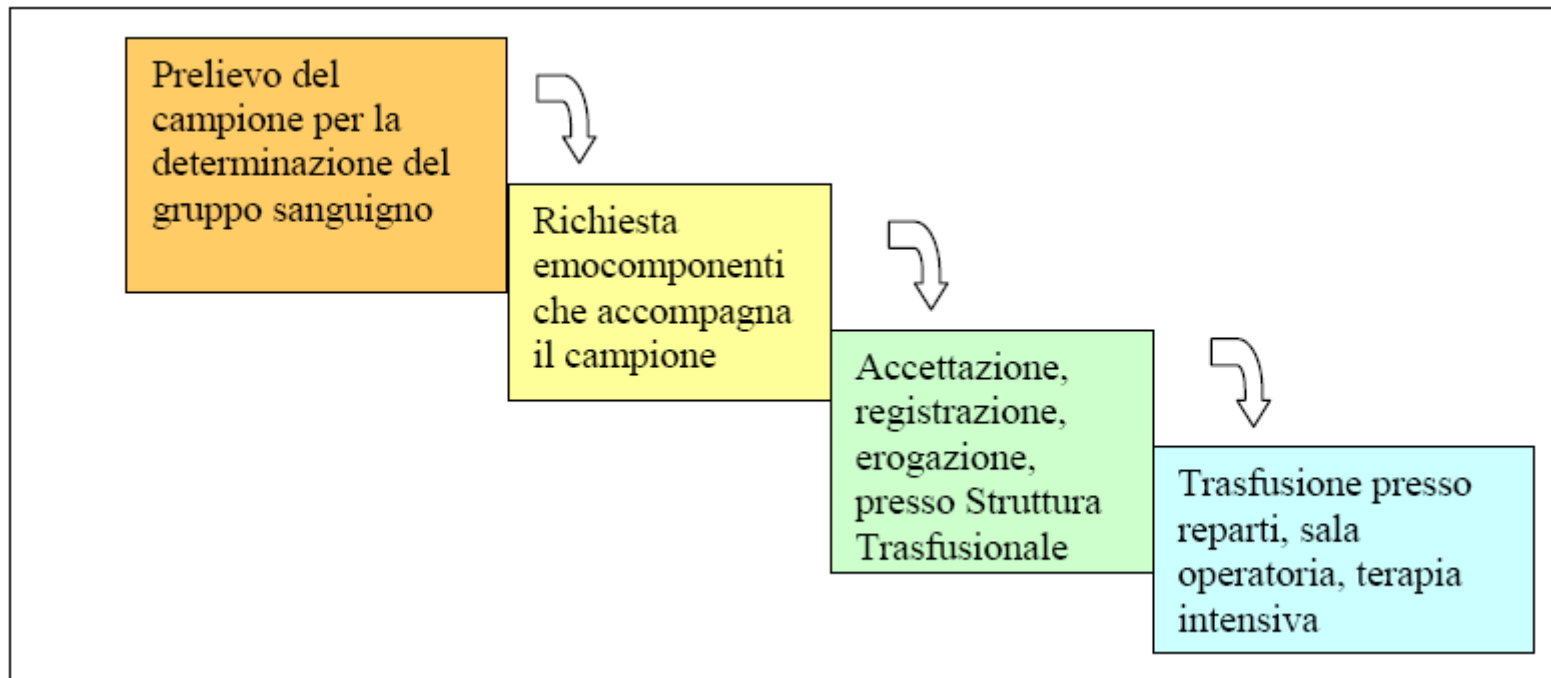 Prelievo del
campione per la
determinazione del
gruppo sanguigno
Richiesta
emocomponenti
che accompagna
il campione
Accettazione,
registrazione,
erogazione,
presso Struttura
Trasfusionale
Trasfusione presso
reparti, sala
operatoria, terapia
intensiva